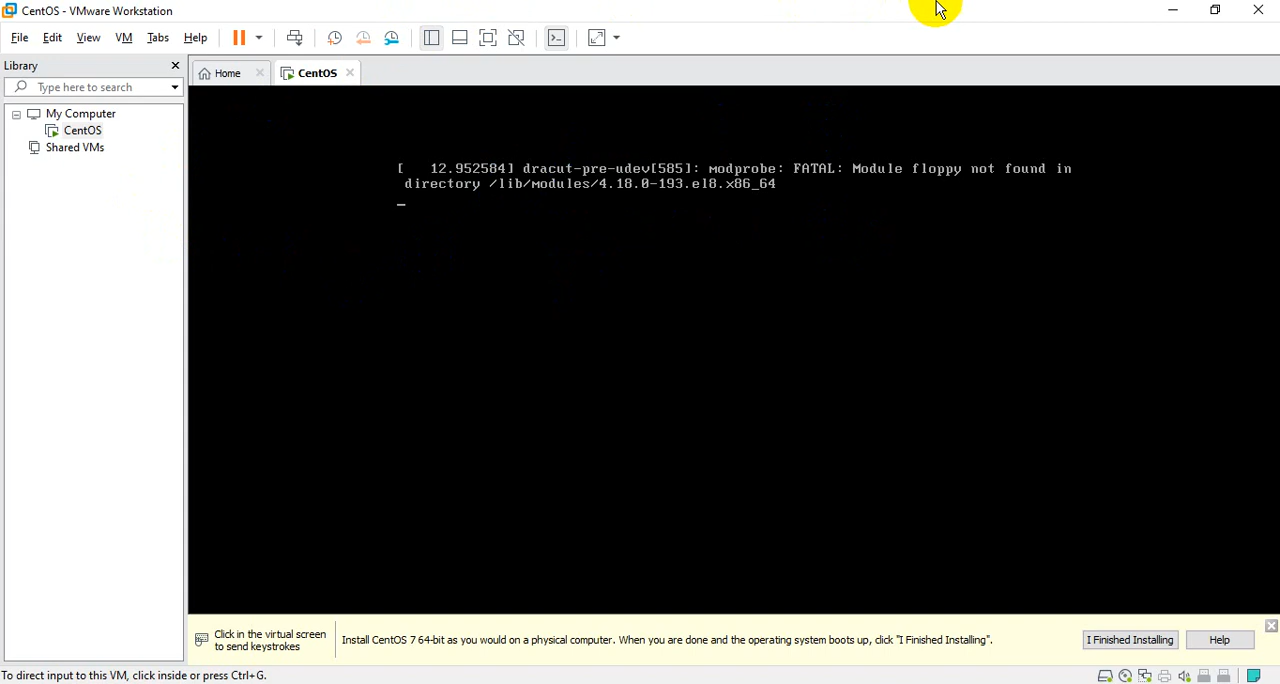 CentOS - VMware Workstation
File Edit View VM Tabs Help
Library
Type here to search
Home CentOS
My Computer
CentOS
Shared VMs
[   12.952584] dracut-pre-udev[585]: modprobe: FATAL: Module floppy not found in
directory /lib/modules/4.18.0-193.el8.x86_64
_
Click in the virtual screen
to send keystrokes
Install CentOS 7 64-bit as you would on a physical computer. When you are done and the operating system boots up, click "I Finished Installing".
I Finished Installing Help
To direct input to this VM, click inside or press Ctrl+G.